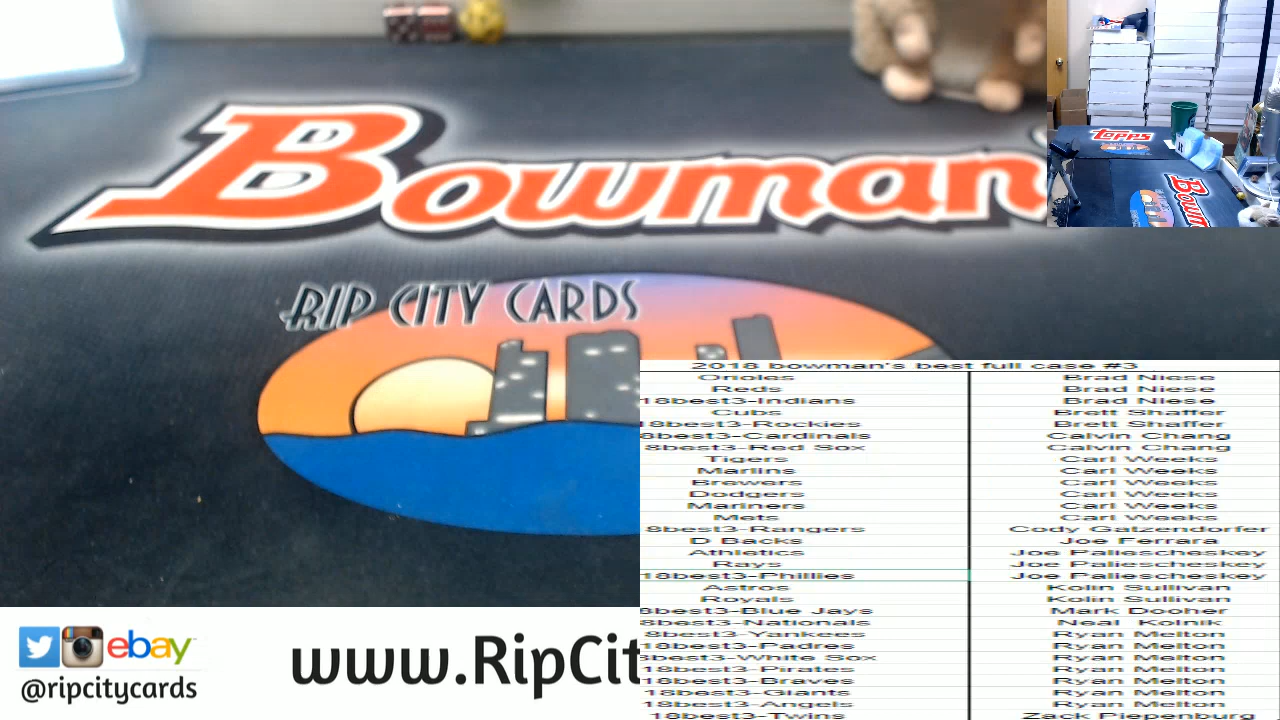 Bowman
RIP CITY CARDS
topps
Bowm
2018 bowman's best full case #3
Orioles Brad Niese
Reds Brad Niese
18best3-Indians Brad Niese
Cubs Brett Shaffer
18best3-Rockies Brett Shaffer
8best3-Cardinals Calvin Chang
8best3-Red Sox Calvin Chang
Tigers Carl Weeks
Marlins Carl Weeks
Brewers Carl Weeks
Dodgers Carl Weeks
Mariners Carl Weeks
Mets Carl Weeks
8best3-Rangers Cody Gatzendorfer
D Backs Joe Ferrara
Athletics Joe Paliescheskey
Rays Joe Paliescheskey
18best3-Phillies Joe Paliescheskey
Astros Kolin Sullivan
Royals Kolin Sullivan
8best3-Blue Jays Mark Dooher
8best3-Nationals Neal Kolnik
8best3-Yankees Ryan Melton
18best3-Padres Ryan Melton
8best3-White Sox Ryan Melton
18best3-Pirates Ryan Melton
18best3-Braves Ryan Melton
18best3-Giants Ryan Melton
18best3-Angels Ryan Melton
18best3-Twins Zack Piepenburg
ebay
www.RipCit
@ripcitycards